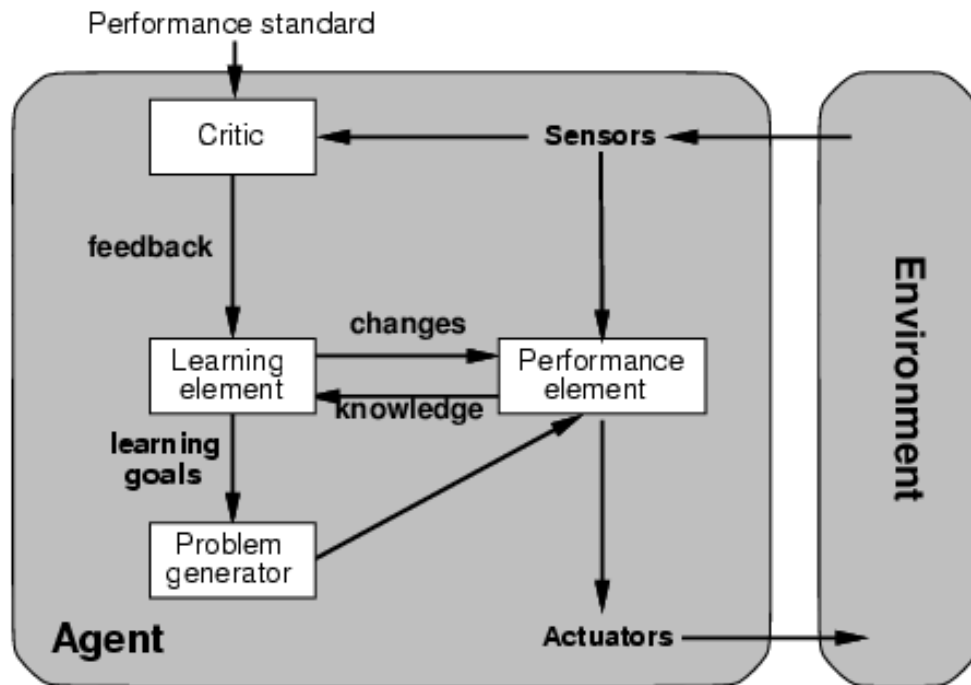 Performance standard
Critic
Sensors
feedback
changes
Learning
element
Performance
element
knowledge
learning
goals
Problem
generator
Agent
Actuators
Environment